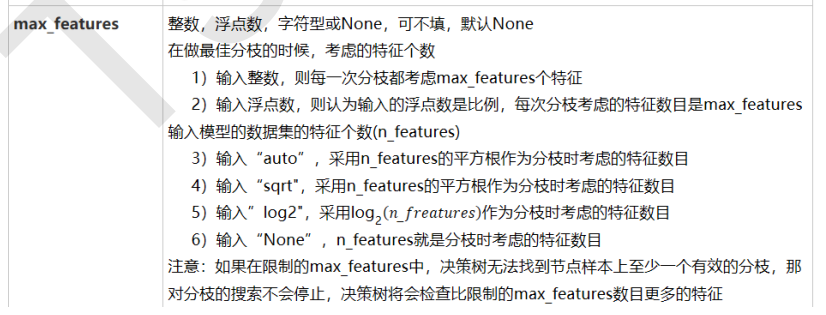 max_features
整数，浮点数，字符型或None，可不填，默认None
在做最佳分枝的时候，考虑的特征个数
1）输入整数，则每一次分枝都考虑max_features个特征
2）输入浮点数，则认为输入的浮点数是比例，每次分枝考虑的特征数目是max_features
输入模型的数据集的特征个数(n_features)
3）输入“auto”，采用n_features的平方根作为分枝时考虑的特征数目
4）输入“sqrt"，采用n_features的平方根作为分枝时考虑的特征数目
5）输入” log2"，采用log₂(n_freatures)作为分枝时考虑的特征数目
6）输入“None”，n_features就是分枝时考虑的特征数目
注意：如果在限制的max_features中，决策树无法找到节点样本上至少一个有效的分枝，那
对分枝的搜索不会停止，决策树将会检查比限制的max_features数目更多的特征